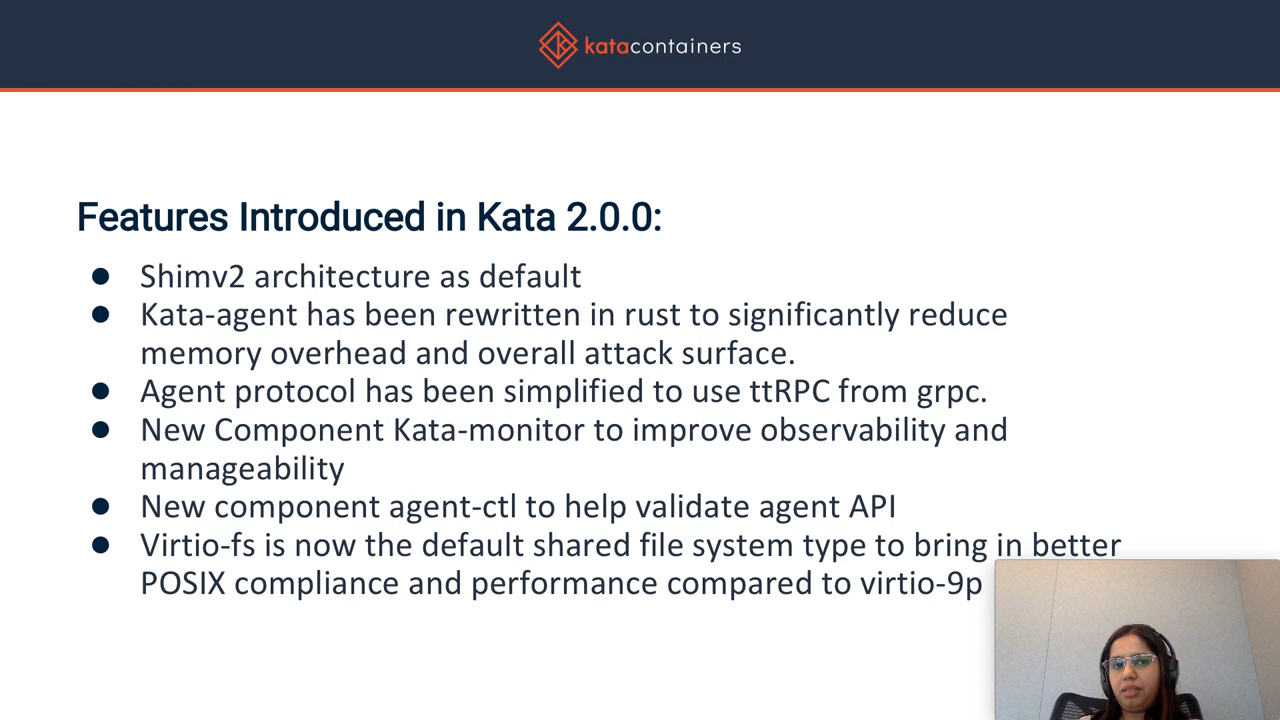 katacontainers
Features Introduced in Kata 2.0.0:
● Shimv2 architecture as default
● Kata-agent has been rewritten in rust to significantly reduce
memory overhead and overall attack surface.
● Agent protocol has been simplified to use ttRPC from grpc.
● New Component Kata-monitor to improve observability and
manageability
● New component agent-ctl to help validate agent API
● Virtio-fs is now the default shared file system type to bring in better
POSIX compliance and performance compared to virtio-9p